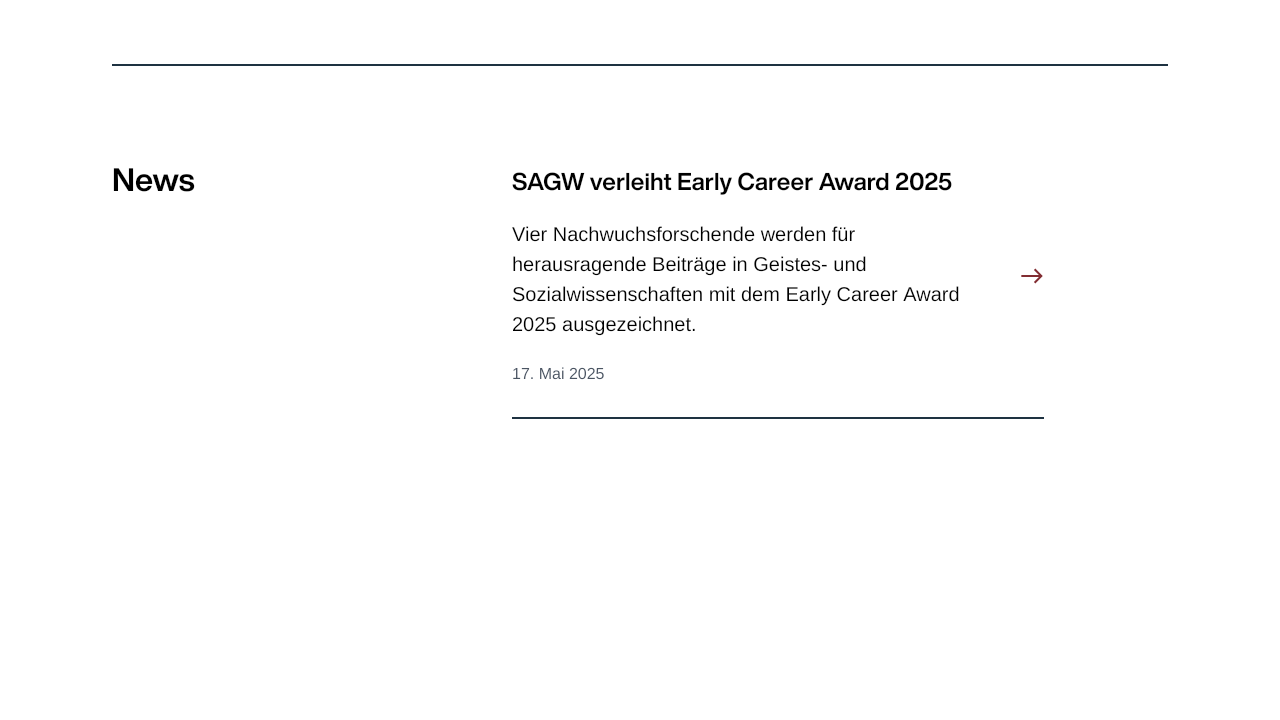 News
SAGW verleiht Early Career Award 2025
Vier Nachwuchsforschende werden für
herausragende Beiträge in Geistes- und
Sozialwissenschaften mit dem Early Career Award
2025 ausgezeichnet.
17. Mai 2025